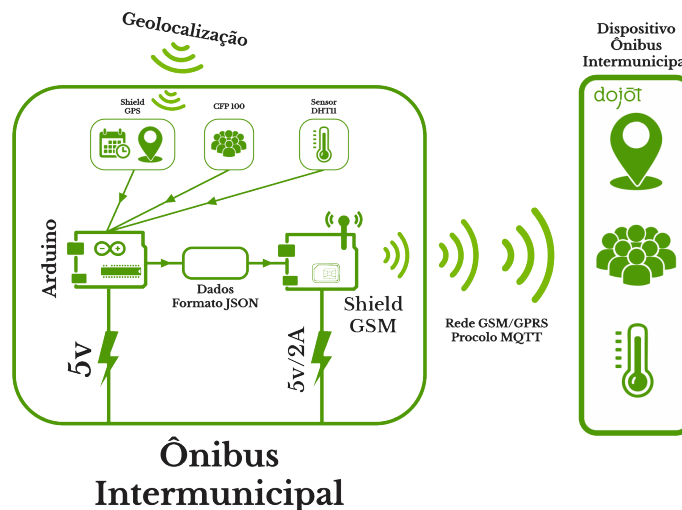 Geolocalização
Shield
GPS
CFP 100
Sensor
DHT11
Arduino
Dados
Formato JSON
Shield
GSM
5v
5v/2A
Rede GSM/GPRS
Procolo MQTT
Dispositivo
Ônibus
Intermunicipal
dojot
Ônibus
Intermunicipal